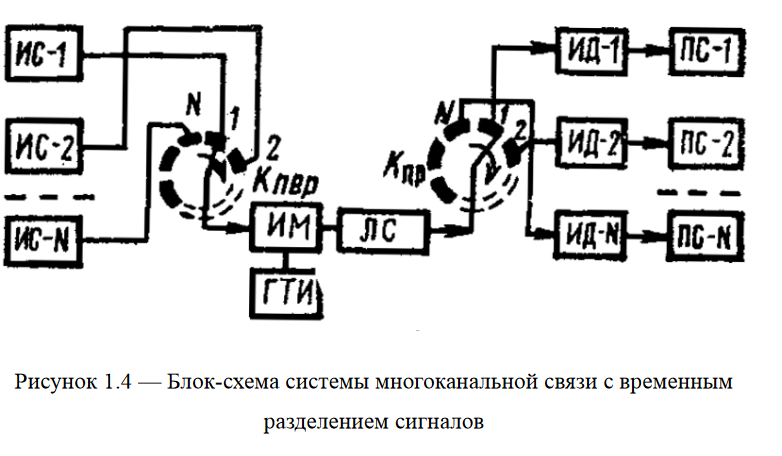 ИС-1
ИС-2
ИС-N
N
1
2
Кпвр
ИМ
ГТИ
ЛС
Кпр
N
1
2
ИД-1
ПС-1
ИД-2
ПС-2
ИД-N
ПС-N
Рисунок 1.4 — Блок-схема системы многоканальной связи с временным
разделением сигналов